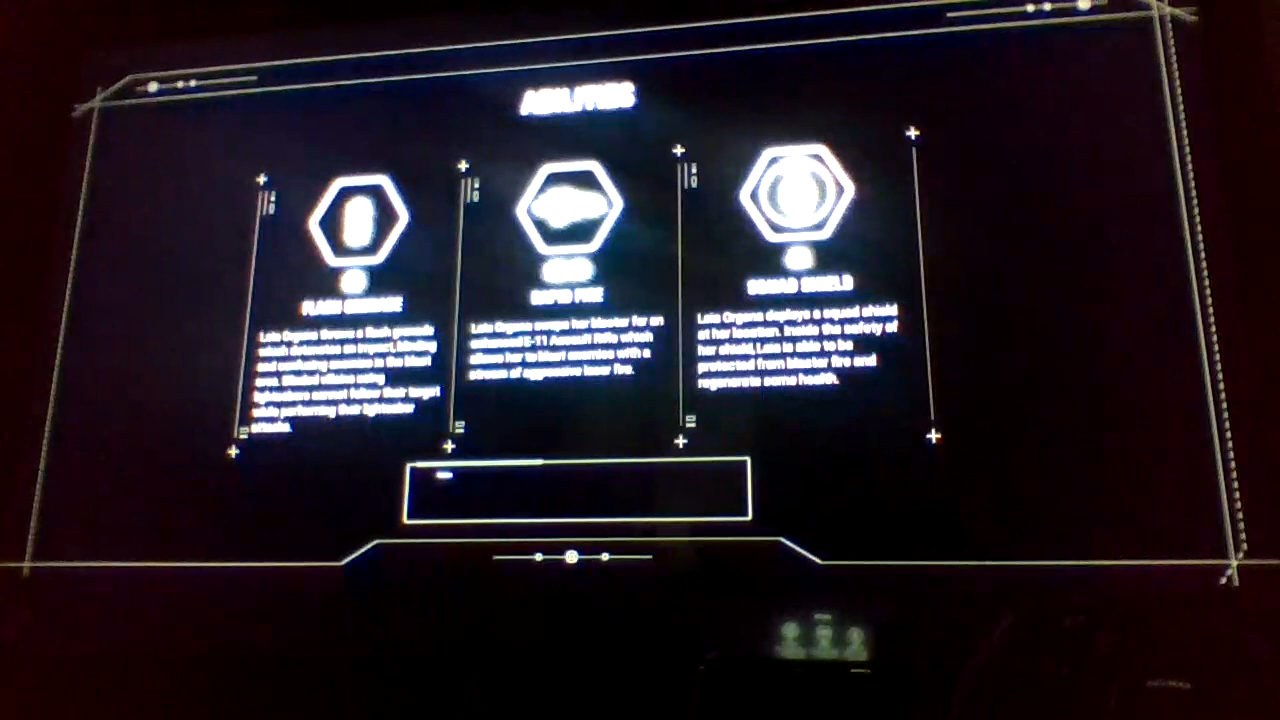 ABILITIES
FLASH GRENADE
Leia Organa throws a flash grenade
which detonates on impact, blinding
and confusing enemies in the blast
area. Blinded villains using
lightsabers cannot follow their target
while performing their lightsaber
attacks.
RAPID FIRE
Leia Organa swaps her blaster for an
enhanced E-11 Assault Rifle which
allows her to blast enemies with a
stream of aggressive laser fire.
SQUAD SHIELD
Leia Organa deploys a squad shield
at her location. Inside the safety of
her shield, Leia is able to be
protected from blaster fire and
regenerate some health.